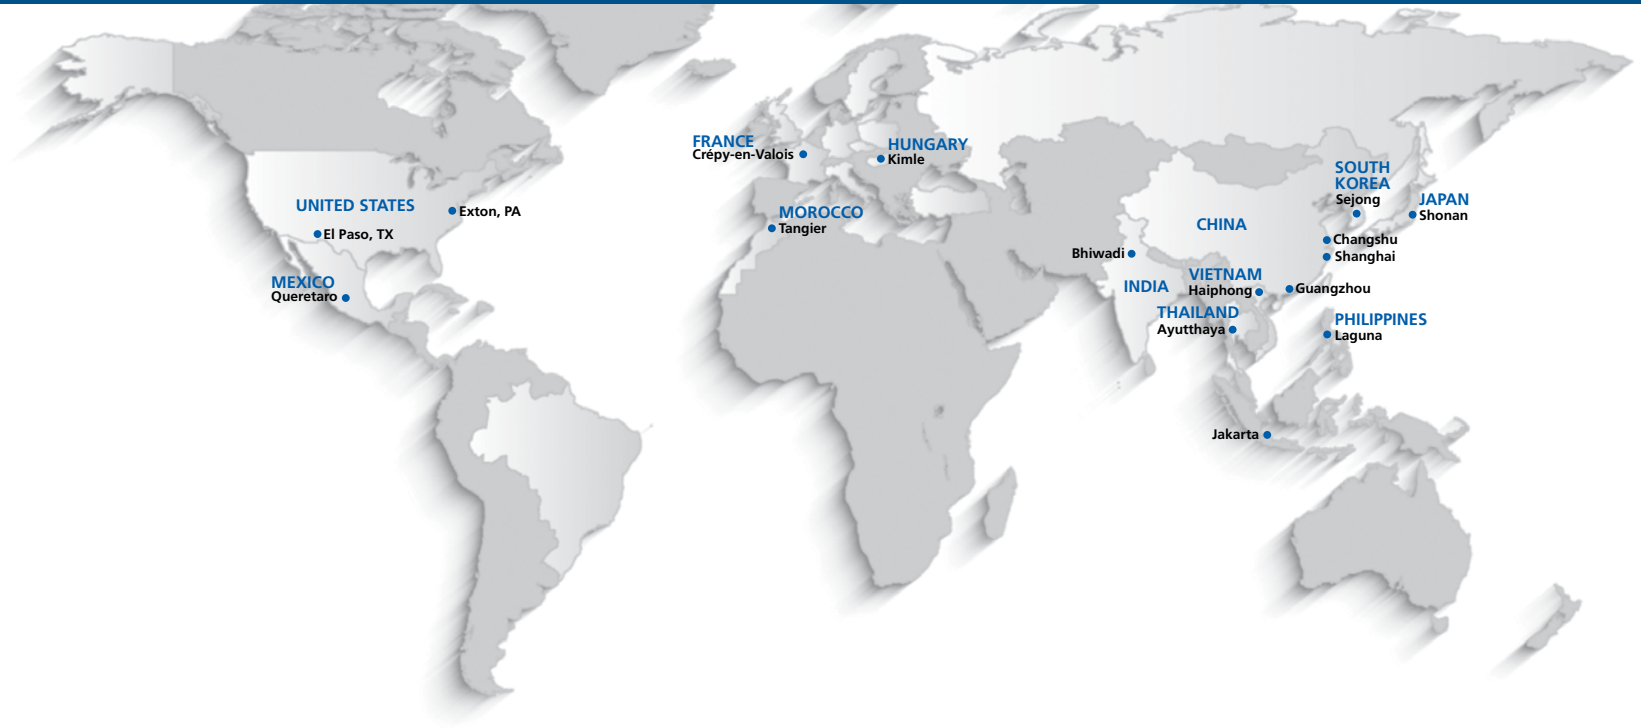 FRANCE
Crépy-en-Valois
HUNGARY
Kimle
SOUTH
KOREA
Sejong
JAPAN
Shonan
UNITED STATES
Exton, PA
El Paso, TX
MOROCCO
Tangier
CHINA
Changshu
Shanghai
Bhiwadi
INDIA
VIETNAM
Haiphong
Guangzhou
MEXICO
Queretaro
THAILAND
Ayutthaya
PHILIPPINES
Laguna
Jakarta